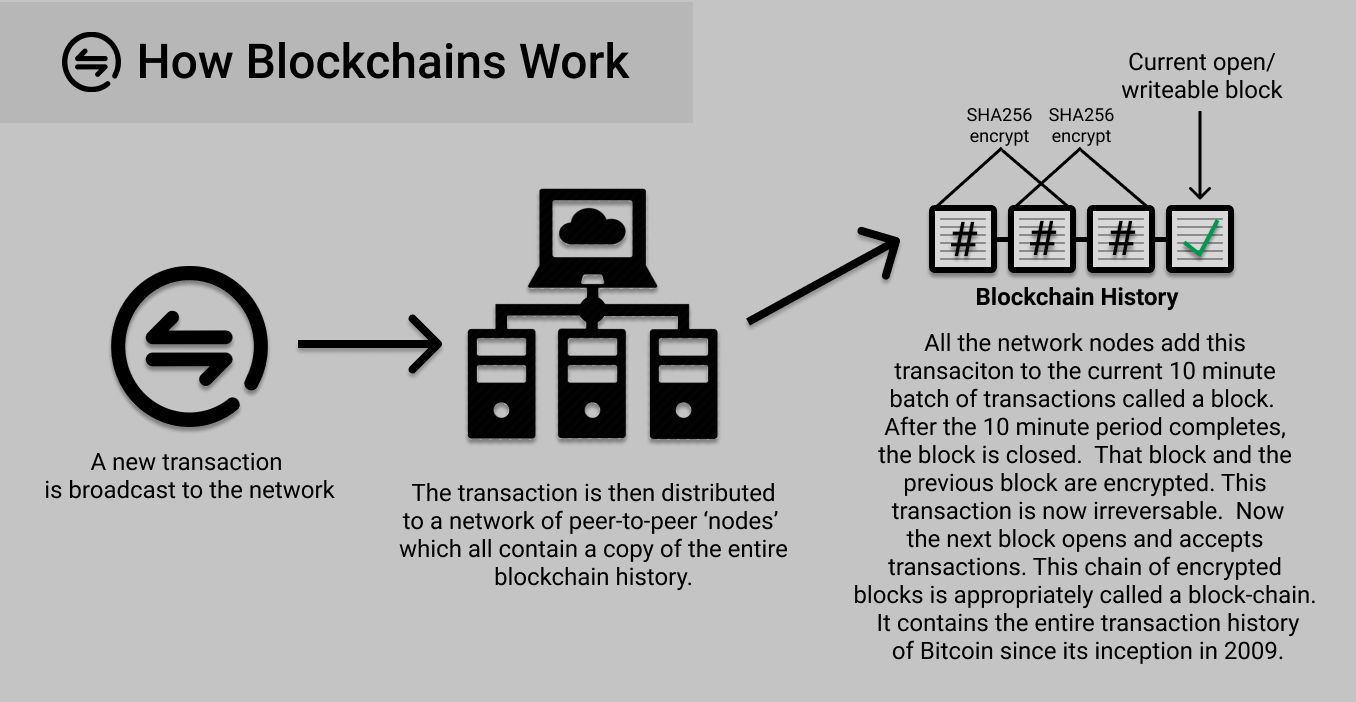 How Blockchains Work
A new transaction
is broadcast to the network
The transaction is then distributed
to a network of peer-to-peer ‘nodes’
which all contain a copy of the entire
blockchain history.
Current open/
writeable block
SHA256
encrypt
SHA256
encrypt
# # #
Blockchain History
All the network nodes add this
transaciton to the current 10 minute
batch of transactions called a block.
After the 10 minute period completes,
the block is closed.  That block and the
previous block are encrypted. This
transaction is now irreversable.  Now
the next block opens and accepts
transactions. This chain of encrypted
blocks is appropriately called a block-chain.
It contains the entire transaction history
of Bitcoin since its inception in 2009.